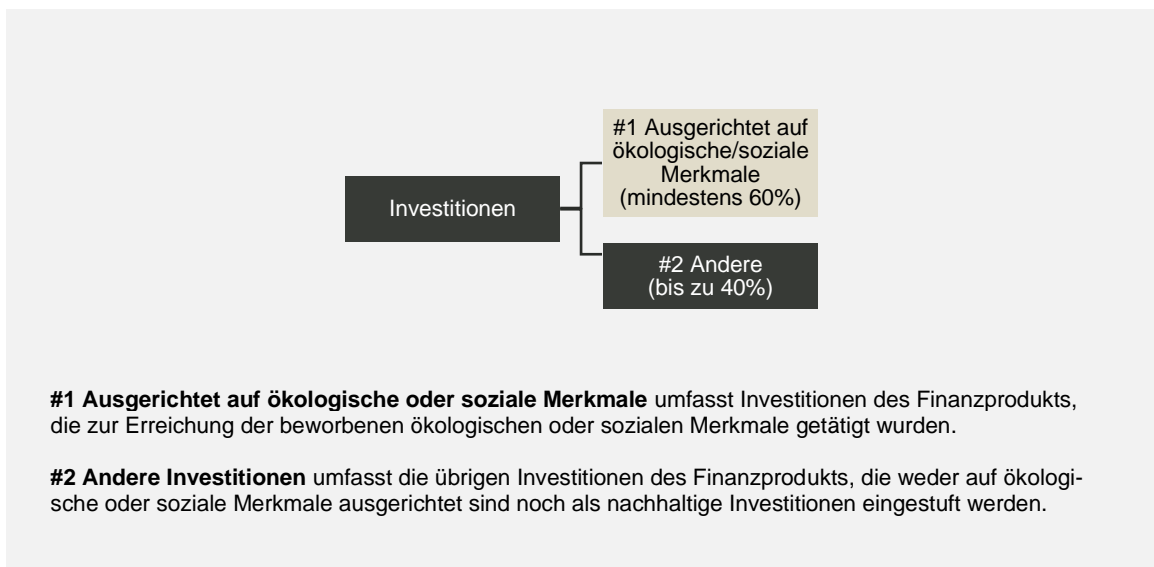 #1 Ausgerichtet auf
ökologische/soziale
Merkmale
(mindestens 60%)
Investitionen
#2 Andere
(bis zu 40%)
#1 Ausgerichtet auf ökologische oder soziale Merkmale umfasst Investitionen des Finanzprodukts,
die zur Erreichung der beworbenen ökologischen oder sozialen Merkmale getätigt wurden.
#2 Andere Investitionen umfasst die übrigen Investitionen des Finanzprodukts, die weder auf ökologi-
sche oder soziale Merkmale ausgerichtet sind noch als nachhaltige Investitionen eingestuft werden.